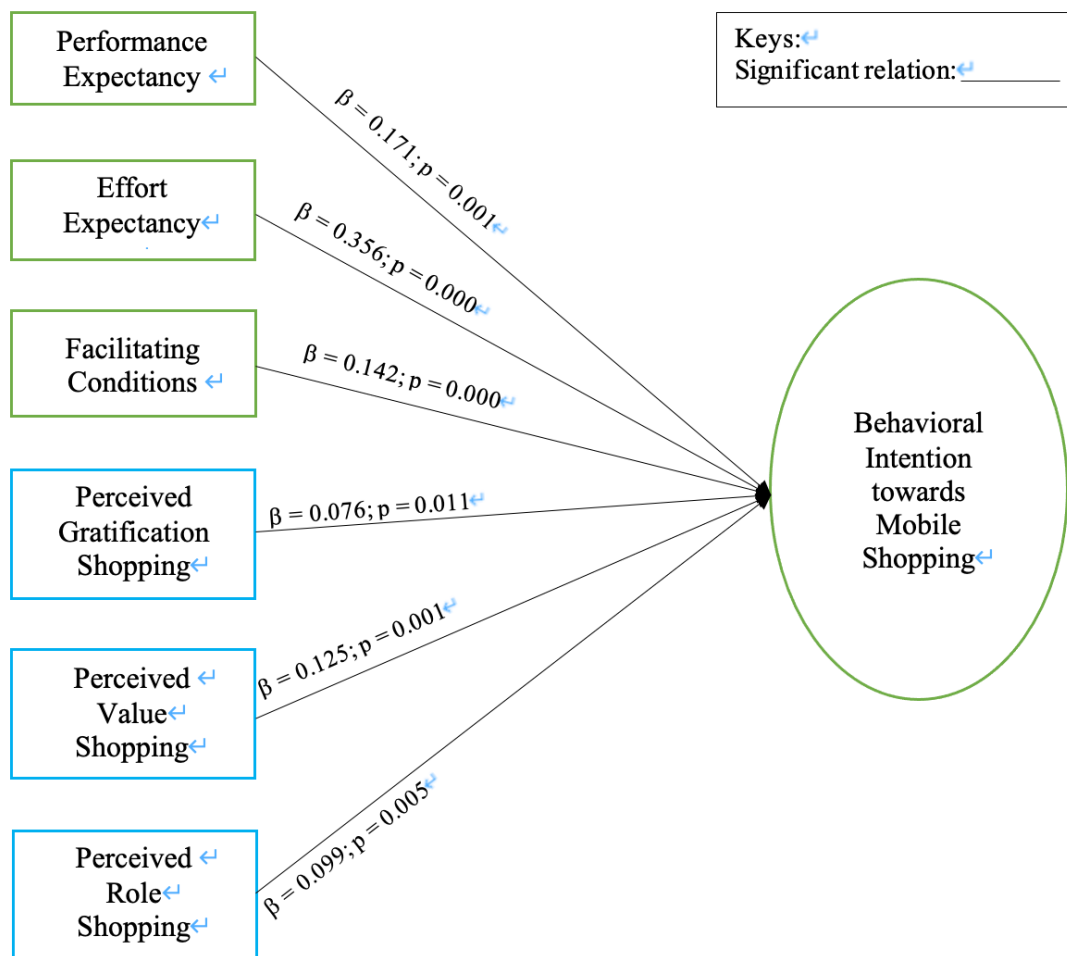 Performance
Expectancy ↵
Keys:↵
Significant relation:↵
Effort
Expectancy↵
Facilitating
Conditions ↵
Perceived
Gratification
Shopping↵
Perceived ↵
Value↵
Shopping↵
Perceived ↵
Role↵
Shopping↵
β = 0.171; p = 0.001↵
β = 0.356; p = 0.000↵
β = 0.142; p = 0.000↵
β = 0.076; p = 0.011↵
β = 0.125; p = 0.001↵
β = 0.099; p = 0.005↵
Behavioral
Intention
towards
Mobile
Shopping↵